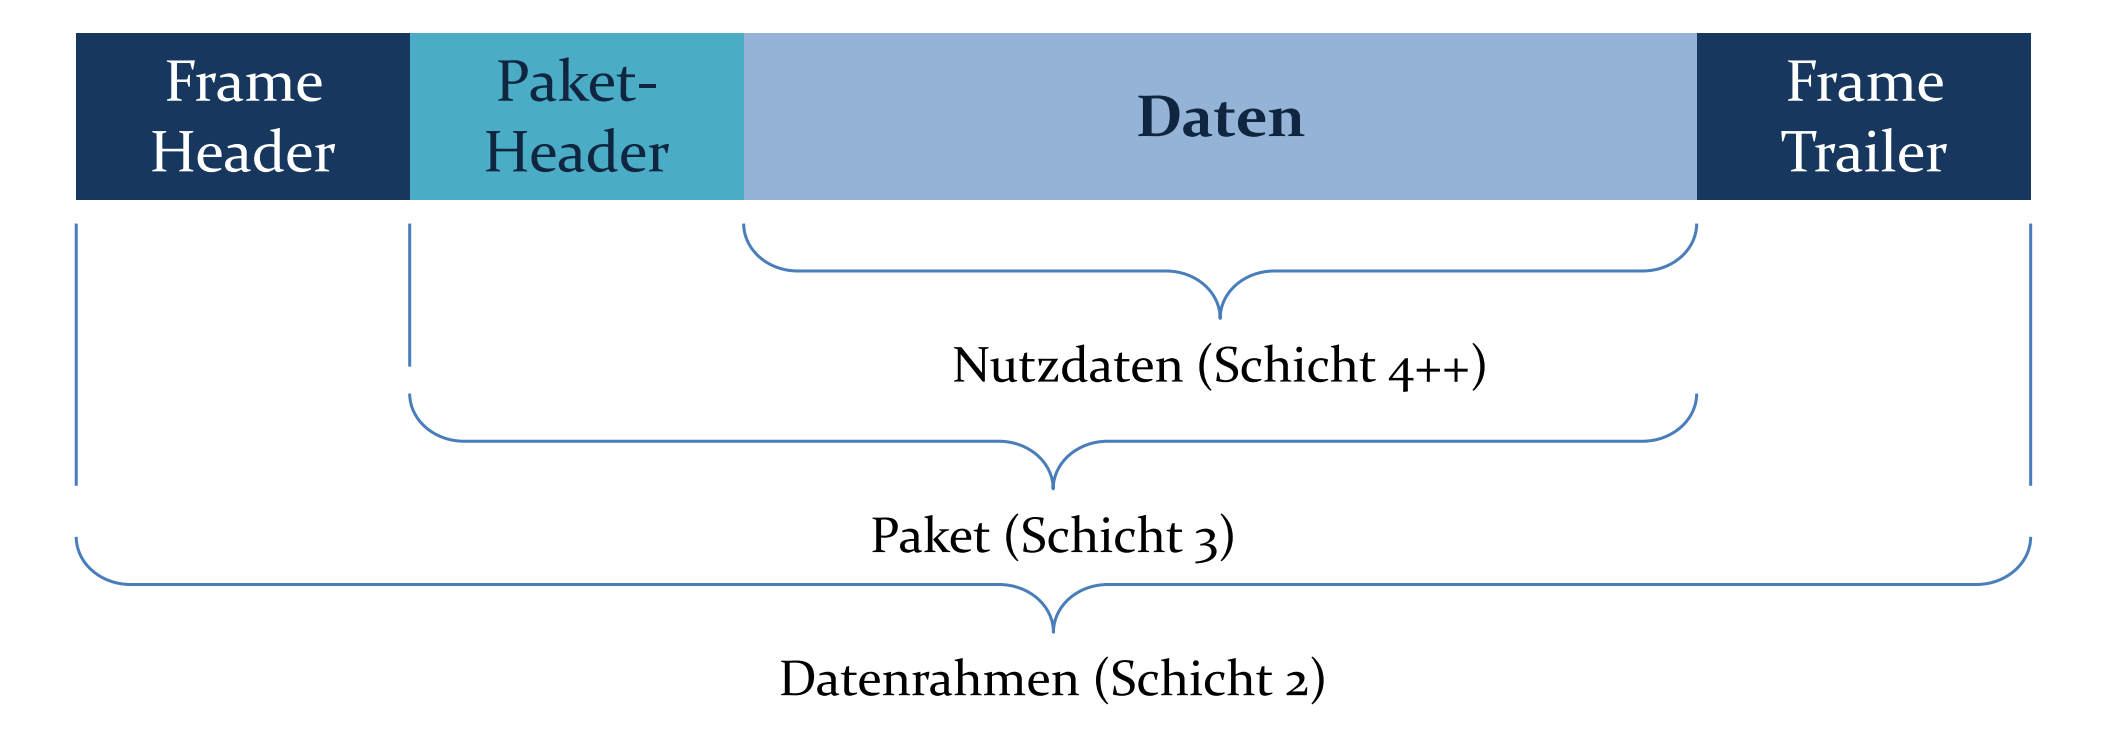 Frame
Header
Paket-
Header
Daten
Frame
Trailer
Nutzdaten (Schicht 4++)
Paket (Schicht 3)
Datenrahmen (Schicht 2)